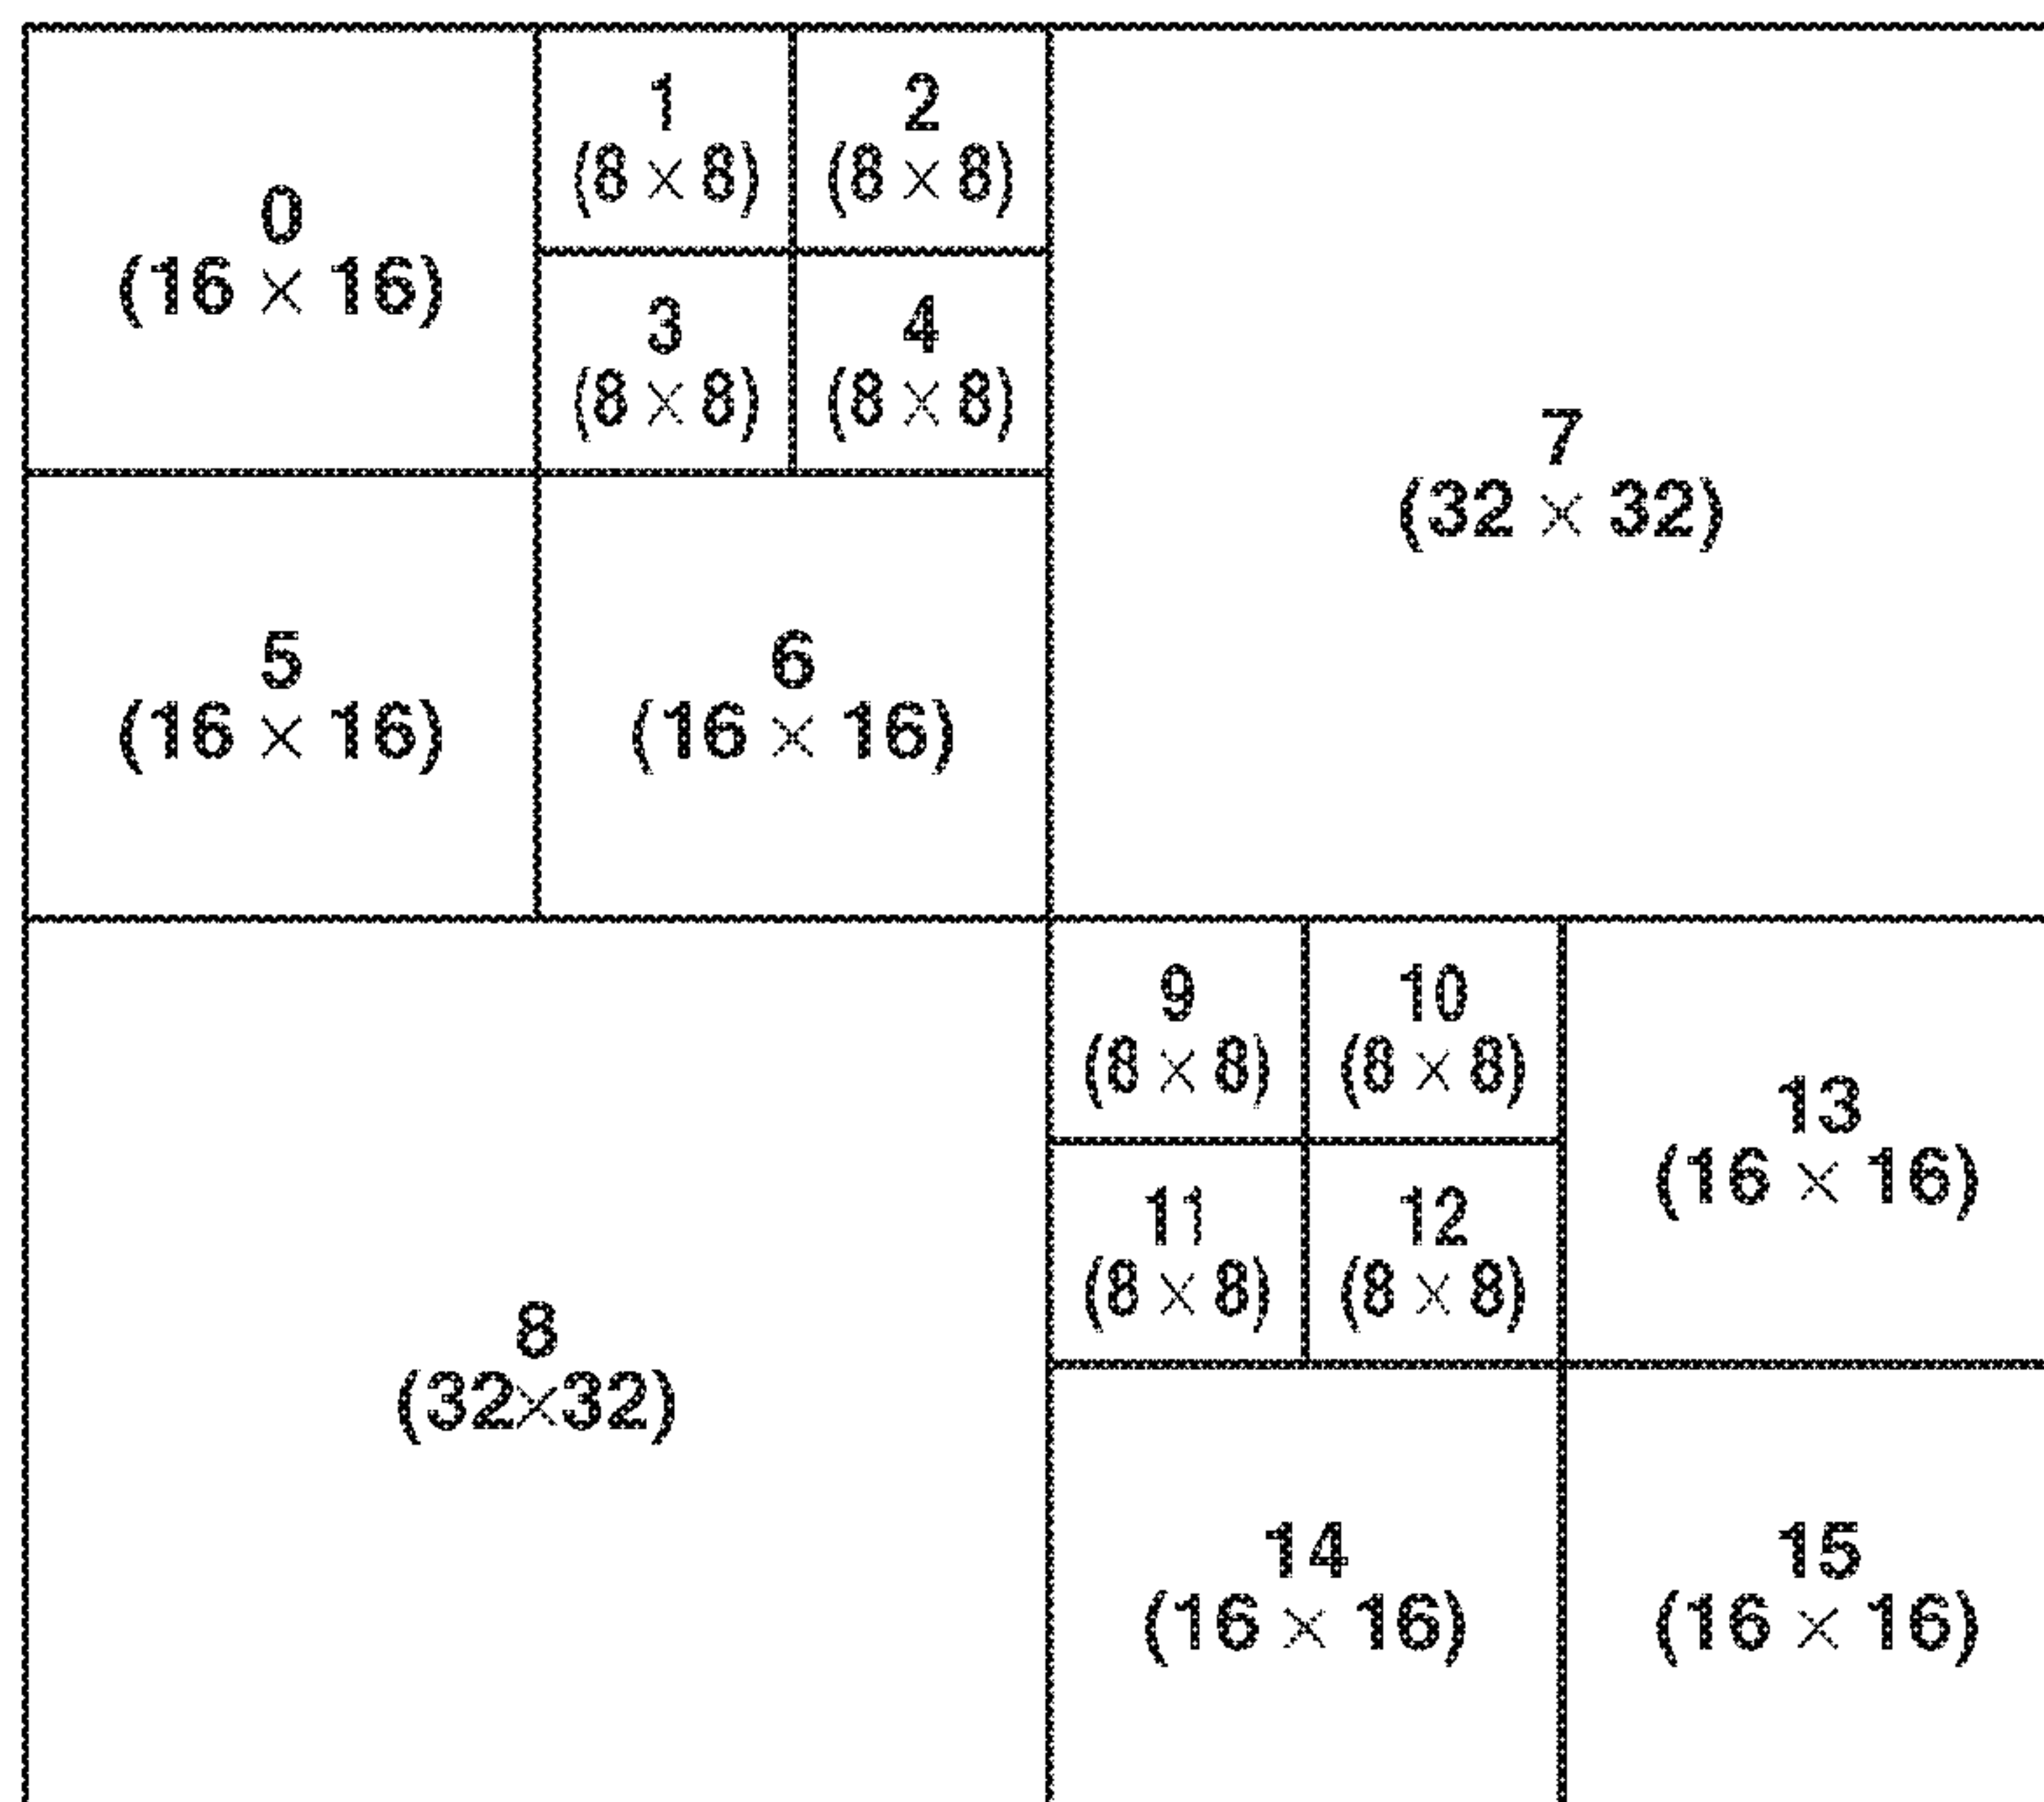 0
(16 × 16)
1
(8 × 8)
2
(8 × 8)
3
(8 × 8)
4
(8 × 8)
5
(16 × 16)
6
(16 × 16)
7
(32 × 32)
8
(32×32)
9
(8 × 8)
10
(8 × 8)
11
(8 × 8)
12
(8 × 8)
13
(16 × 16)
14
(16 × 16)
15
(16 × 16)